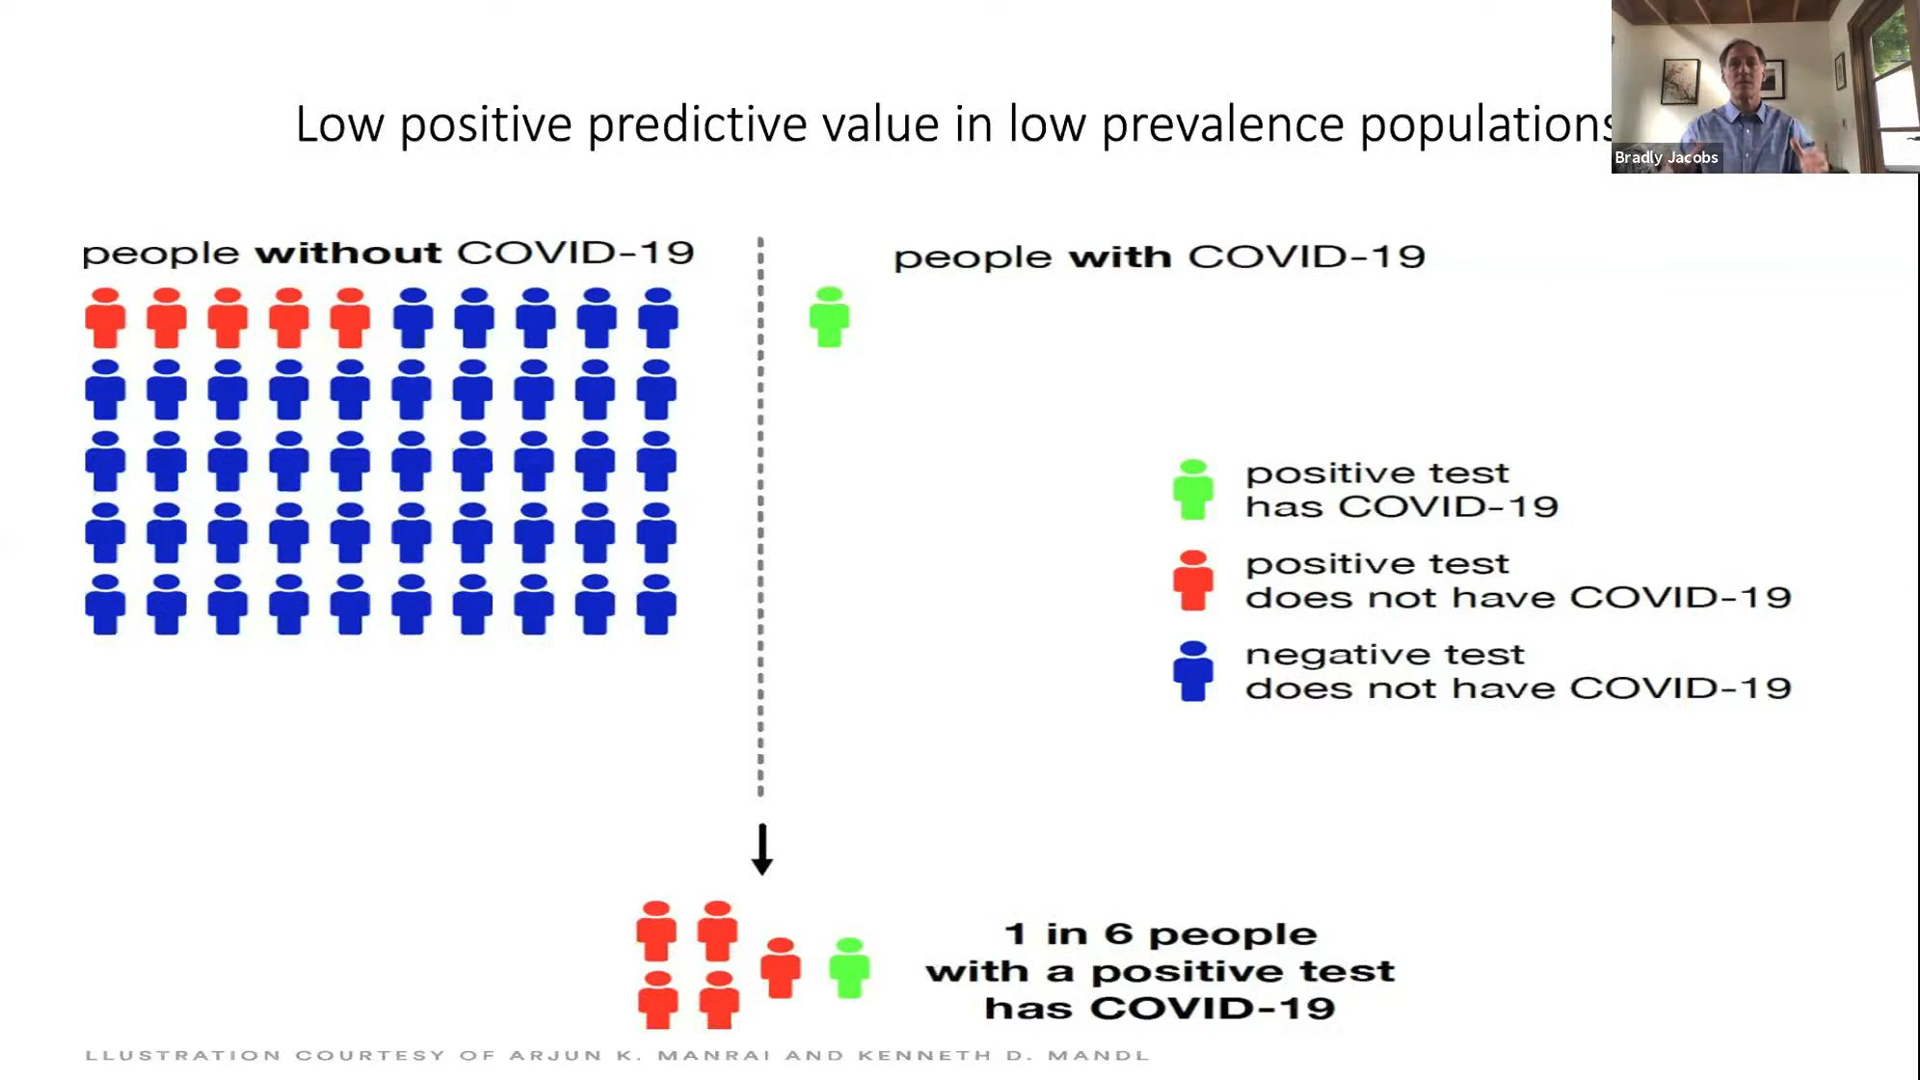 Low positive predictive value in low prevalence populations
Bradly Jacobs
people without COVID-19
people with COVID-19
positive test
has COVID-19
positive test
does not have COVID-19
negative test
does not have COVID-19
1 in 6 people
with a positive test
has COVID-19
LLUSTRATION COURTESY OF ARJUN K. MANRAI AND KENNETH D. MANDL